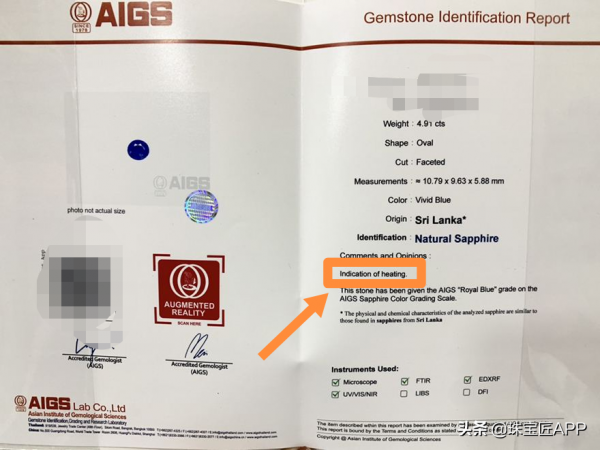 AIGS
SINCE
1978
Gemstone Identification Report
AIGS
photo not actual size
Weight : 4.91 cts
Shape : Oval
Cut : Faceted
Measurements : ≈ 10.79 x 9.63 x 5.88 mm
Color : Vivid Blue
Origin : Sri Lanka*
Identification : Natural Sapphire
Comments and Opinions :
Indication of heating.
This stone has been given the AIGS "Royal Blue" grade on the
AIGS Sapphire Color Grading Scale.
* The physical and chemical characteristics of the analyzed sapphire are similar to
those found in sapphires from Sri Lanka
AUGMENTED
REALITY
SCAN HERE
Accredited Gemologist
(AIGS)
Accredited Gemologist
(AIGS)
Instruments Used:
Microscope
FTIR
EDXRF
UV/VIS/NIR
LIBS
DFI
AIGS Lab Co.,Ltd
Asian Institute of Gemological Sciences
Gemstone Identification, Grading and Research Laboratory
The item described within this report has been examined by
This report is bound by the Terms and Conditions as stated
Copyright @ Asian Institute of Gemological Sciences
头条 @珠宝匠APP